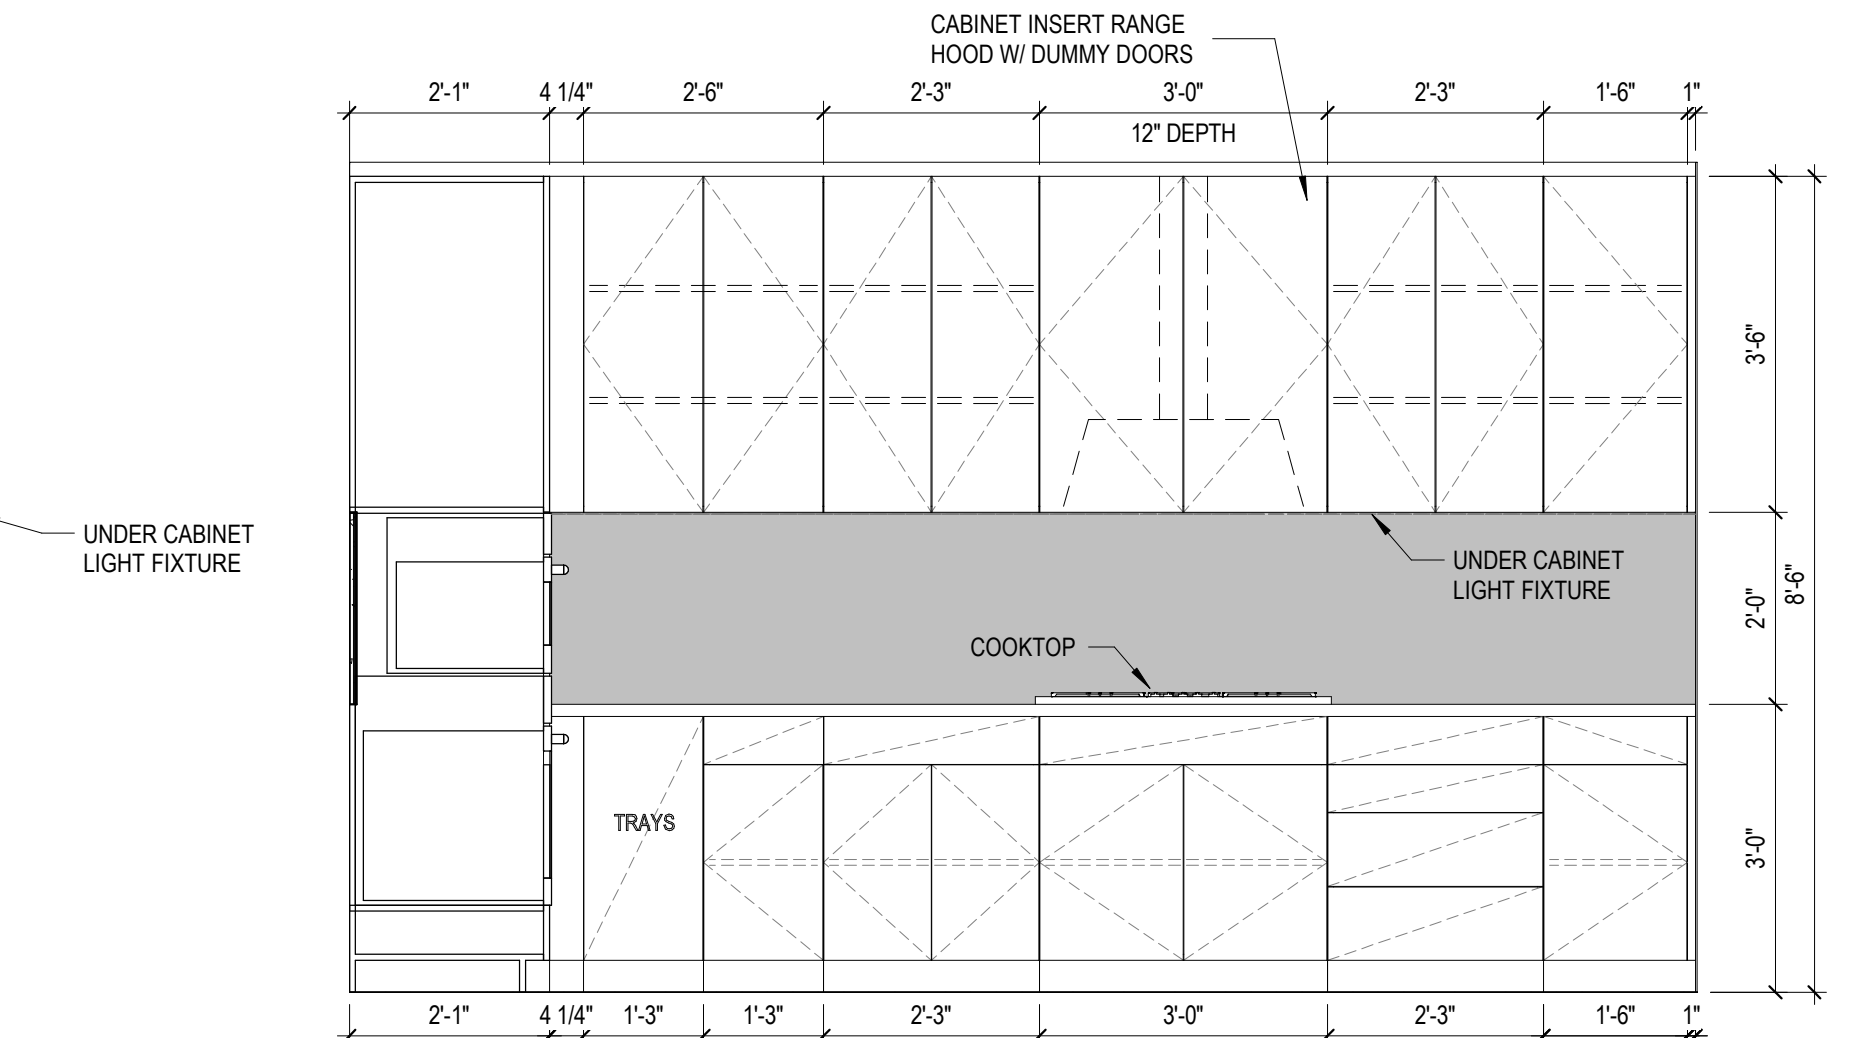 CABINET INSERT RANGE
HOOD W/ DUMMY DOORS
2'-1" 4 1/4" 2'-6" 2'-3" 3'-0" 2'-3" 1'-6" 1"
12" DEPTH
3'-6"
UNDER CABINET
LIGHT FIXTURE
UNDER CABINET
LIGHT FIXTURE
2'-0"
8'-6"
COOKTOP
TRAYS
3'-0"
2'-1" 4 1/4" 1'-3" 1'-3" 2'-3" 3'-0" 2'-3" 1'-6" 1"